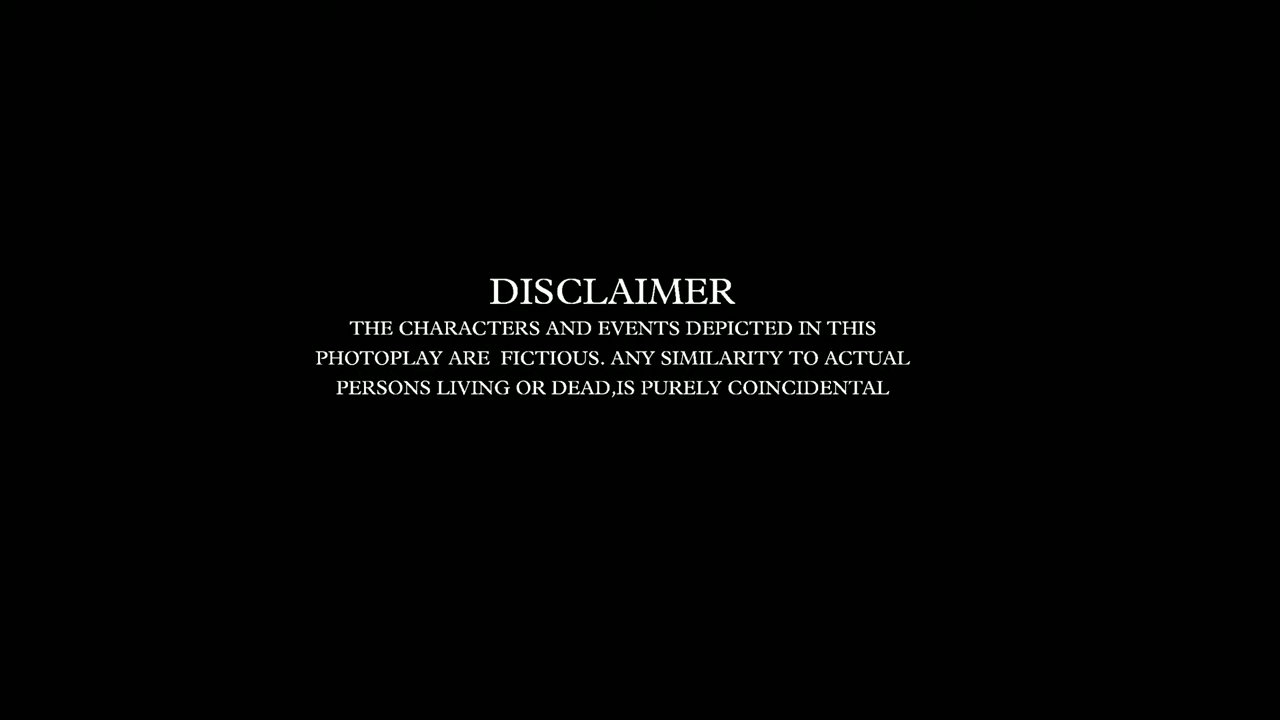 DISCLAIMER
THE CHARACTERS AND EVENTS DEPICTED IN THIS
PHOTOPLAY ARE  FICTIOUS. ANY SIMILARITY TO ACTUAL
PERSONS LIVING OR DEAD,IS PURELY COINCIDENTAL